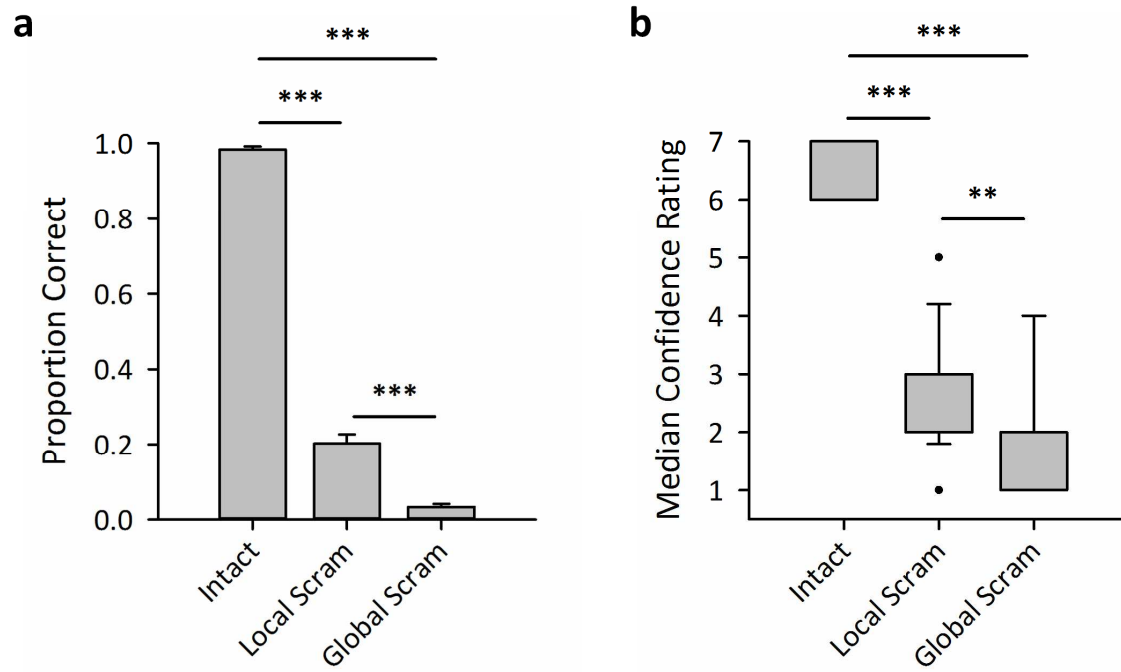 a
***
***
1.0
0.8
0.6
0.4
0.2
0.0
***
Proportion Correct
Intact
Local Scram
Global Scram
b
***
***
7
6
5
4
3
2
1
**
Median Confidence Rating
Intact
Local Scram
Global Scram